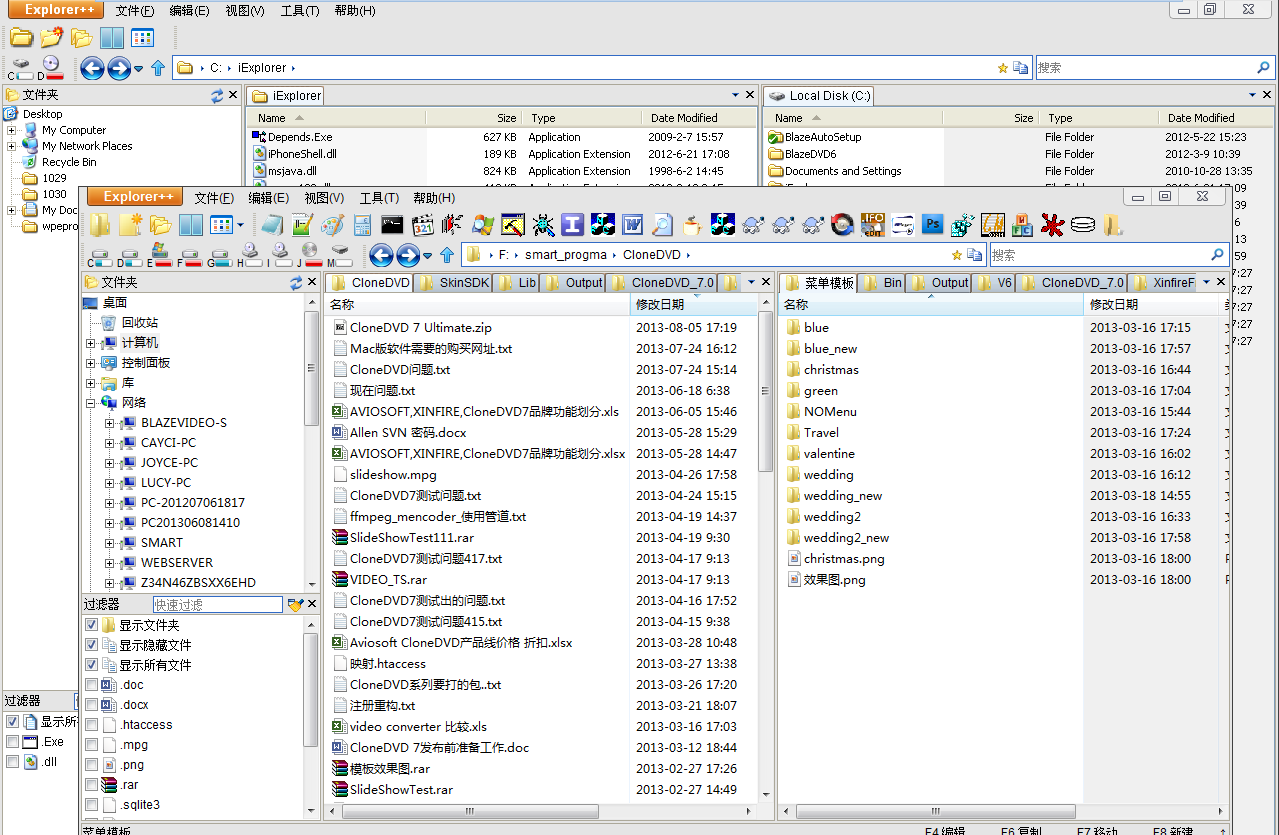 Explorer++ 文件(F) 编辑(E) 视图(V) 工具(T) 帮助(H)
C D C: iExplorer 搜索
文件夹
Desktop
My Computer
My Network Places
Recycle Bin
1029
1030
My Doc
wpepro
iExplorer
Name Size Type Date Modified
Depends.Exe 627 KB Application 2009-2-7 15:57
iPhoneShell.dll 189 KB Application Extension 2012-6-21 17:08
msjava.dll 824 KB Application Extension 1998-6-2 14:45
Local Disk (C:)
Name Size Type Date Modified
BlazeAutoSetup File Folder 2012-5-22 15:23
BlazeDVD6 File Folder 2012-3-9 10:39
Documents and Settings File Folder 2010-10-28 13:35
:09
6
13
59
7:27
7:27
7:27
7:27
7:27
过滤器
显示所
.Exe
.dll
Explorer++ 文件(F) 编辑(E) 视图(V) 工具(T) 帮助(H)
C D E F G H I J M F: smart_progma CloneDVD 搜索
文件夹
桌面
回收站
计算机
控制面板
库
网络
BLAZEVIDEO-S
CAYCI-PC
JOYCE-PC
LUCY-PC
PC-201207061817
PC201306081410
SMART
WEBSERVER
Z34N46ZBSXX6EHD
过滤器 快速过滤
显示文件夹
显示隐藏文件
显示所有文件
.doc
.docx
.htaccess
.mpg
.png
.rar
.sqlite3
CloneDVD SkinSDK Lib Output CloneDVD_7.0
名称 修改日期
CloneDVD 7 Ultimate.zip 2013-08-05 17:19
Mac版软件需要的购买网址.txt 2013-07-24 16:12
CloneDVD问题.txt 2013-07-24 15:14
现在问题.txt 2013-06-18 6:38
AVIOSOFT,XINFIRE,CloneDVD7品牌功能划分.xls 2013-06-05 15:46
Allen SVN 密码.docx 2013-05-28 15:29
AVIOSOFT,XINFIRE,CloneDVD7品牌功能划分.xlsx 2013-05-28 14:47
slideshow.mpg 2013-04-26 17:58
CloneDVD7测试问题.txt 2013-04-24 15:15
ffmpeg_mencoder_使用管道.txt 2013-04-19 14:37
SlideShowTest111.rar 2013-04-19 9:30
CloneDVD7测试问题417.txt 2013-04-17 9:13
VIDEO_TS.rar 2013-04-17 9:13
CloneDVD7测试出的问题.txt 2013-04-16 17:52
CloneDVD7测试问题415.txt 2013-04-15 9:38
Aviosoft CloneDVD产品线价格 折扣.xlsx 2013-03-28 10:48
映射.htaccess 2013-03-27 13:38
CloneDVD系列要打的包..txt 2013-03-26 17:20
注册重构.txt 2013-03-21 18:07
video converter 比较.xls 2013-03-16 17:03
CloneDVD 7发布前准备工作.doc 2013-03-12 18:44
模板效果图.rar 2013-02-27 17:26
SlideShowTest.rar 2013-02-27 14:49
菜单模板 Bin Output V6 CloneDVD_7.0 XinfireF
名称 修改日期
blue 2013-03-16 17:15
blue_new 2013-03-16 17:57
christmas 2013-03-16 16:44
green 2013-03-16 17:04
NOMenu 2013-03-16 15:44
Travel 2013-03-16 17:24
valentine 2013-03-16 16:02
wedding 2013-03-16 16:12
wedding_new 2013-03-18 14:55
wedding2 2013-03-16 16:33
wedding2_new 2013-03-16 17:58
christmas.png 2013-03-16 18:00
效果图.png 2013-03-16 18:00
菜单模板 F4 编辑 F6 复制 F7 移动 F8 新建